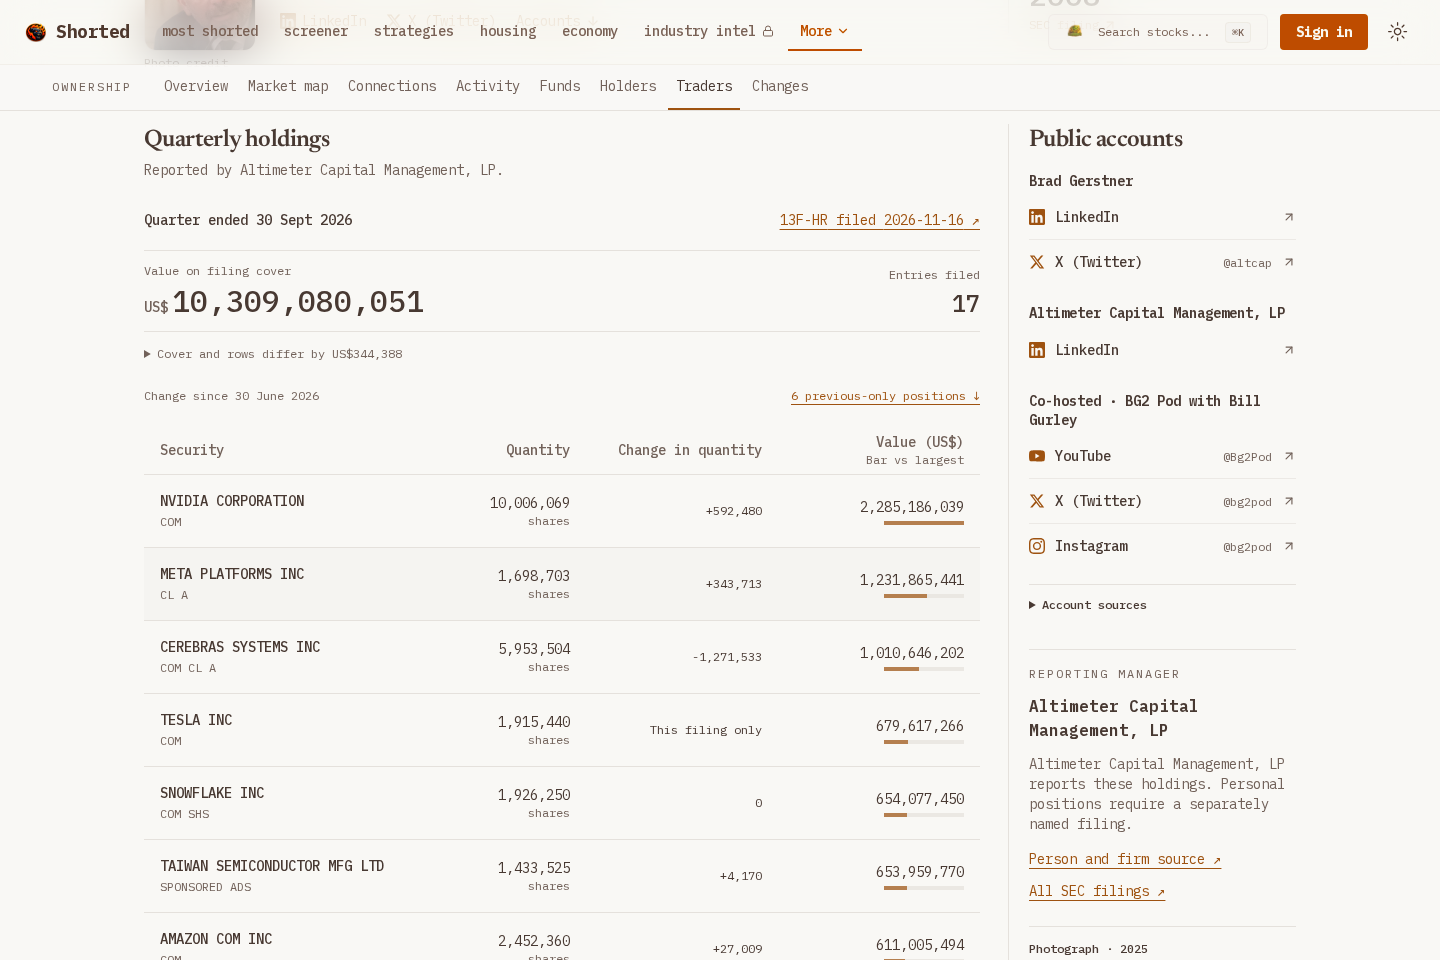 Shorted
most shorted
screener
strategies
housing
economy
industry intel
More
Search stocks...
⌘K
Sign in
LinkedIn
X (Twitter)
Accounts ↓
Photo credit
OWNERSHIP
Overview
Market map
Connections
Activity
Funds
Holders
Traders
Changes
Quarterly holdings
Reported by Altimeter Capital Management, LP.
Quarter ended 30 Sept 2026
13F-HR filed 2026-11-16 ↗
Value on filing cover
US$ 10,309,080,051
Entries filed
17
▶ Cover and rows differ by US$344,388
Change since 30 June 2026
6 previous-only positions ↓
Security
Quantity
Change in quantity
Value (US$)
Bar vs largest
NVIDIA CORPORATION
COM
10,006,069
shares
+592,480
2,285,186,039
META PLATFORMS INC
CL A
1,698,703
shares
+343,713
1,231,865,441
CEREBRAS SYSTEMS INC
COM CL A
5,953,504
shares
-1,271,533
1,010,646,202
TESLA INC
COM
1,915,440
shares
This filing only
679,617,266
SNOWFLAKE INC
COM SHS
1,926,250
shares
0
654,077,450
TAIWAN SEMICONDUCTOR MFG LTD
SPONSORED ADS
1,433,525
shares
+4,170
653,959,770
AMAZON COM INC
COM
2,452,360
shares
+27,009
611,005,494
Public accounts
Brad Gerstner
LinkedIn
X (Twitter)
@altcap
Altimeter Capital Management, LP
LinkedIn
Co-hosted · BG2 Pod with Bill
Gurley
YouTube
@Bg2Pod
X (Twitter)
@bg2pod
Instagram
@bg2pod
▶ Account sources
REPORTING MANAGER
Altimeter Capital
Management, LP
Altimeter Capital Management, LP
reports these holdings. Personal
positions require a separately
named filing.
Person and firm source ↗
All SEC filings ↗
Photograph · 2025